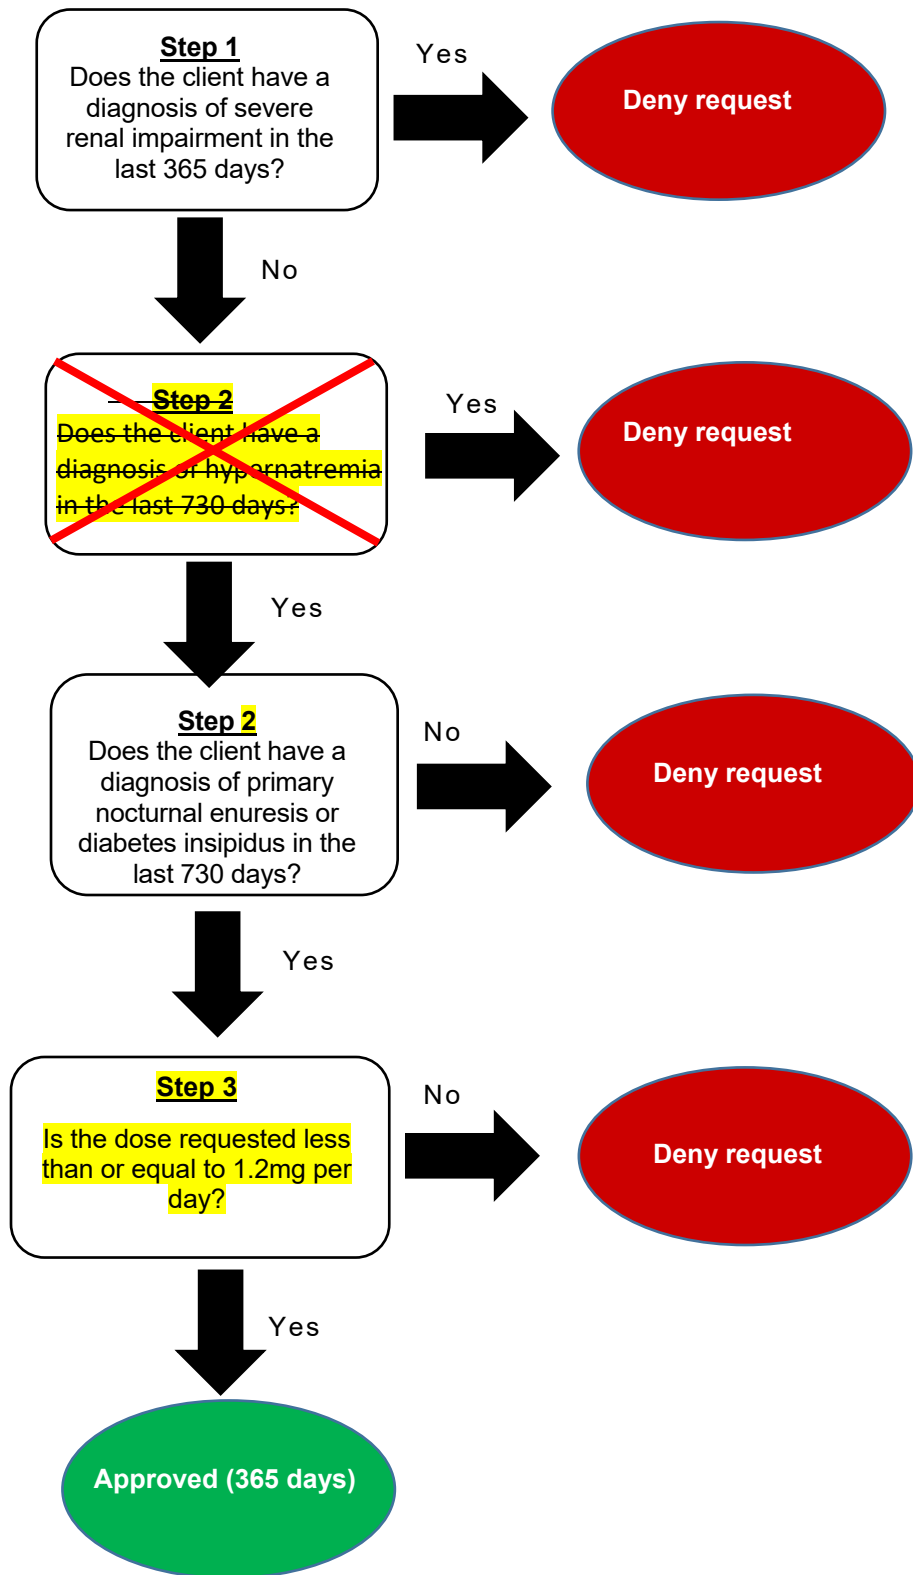 Step 1
Does the client have a
diagnosis of severe
renal impairment in the
last 365 days?
Yes
Deny request
No
Step 2
Does the client have a
diagnosis of hypernatremia
in the last 730 days?
Yes
Deny request
Yes
Step 2
Does the client have a
diagnosis of primary
nocturnal enuresis or
diabetes insipidus in the
last 730 days?
No
Deny request
Yes
Step 3
Is the dose requested less
than or equal to 1.2mg per
day?
No
Deny request
Yes
Approved (365 days)